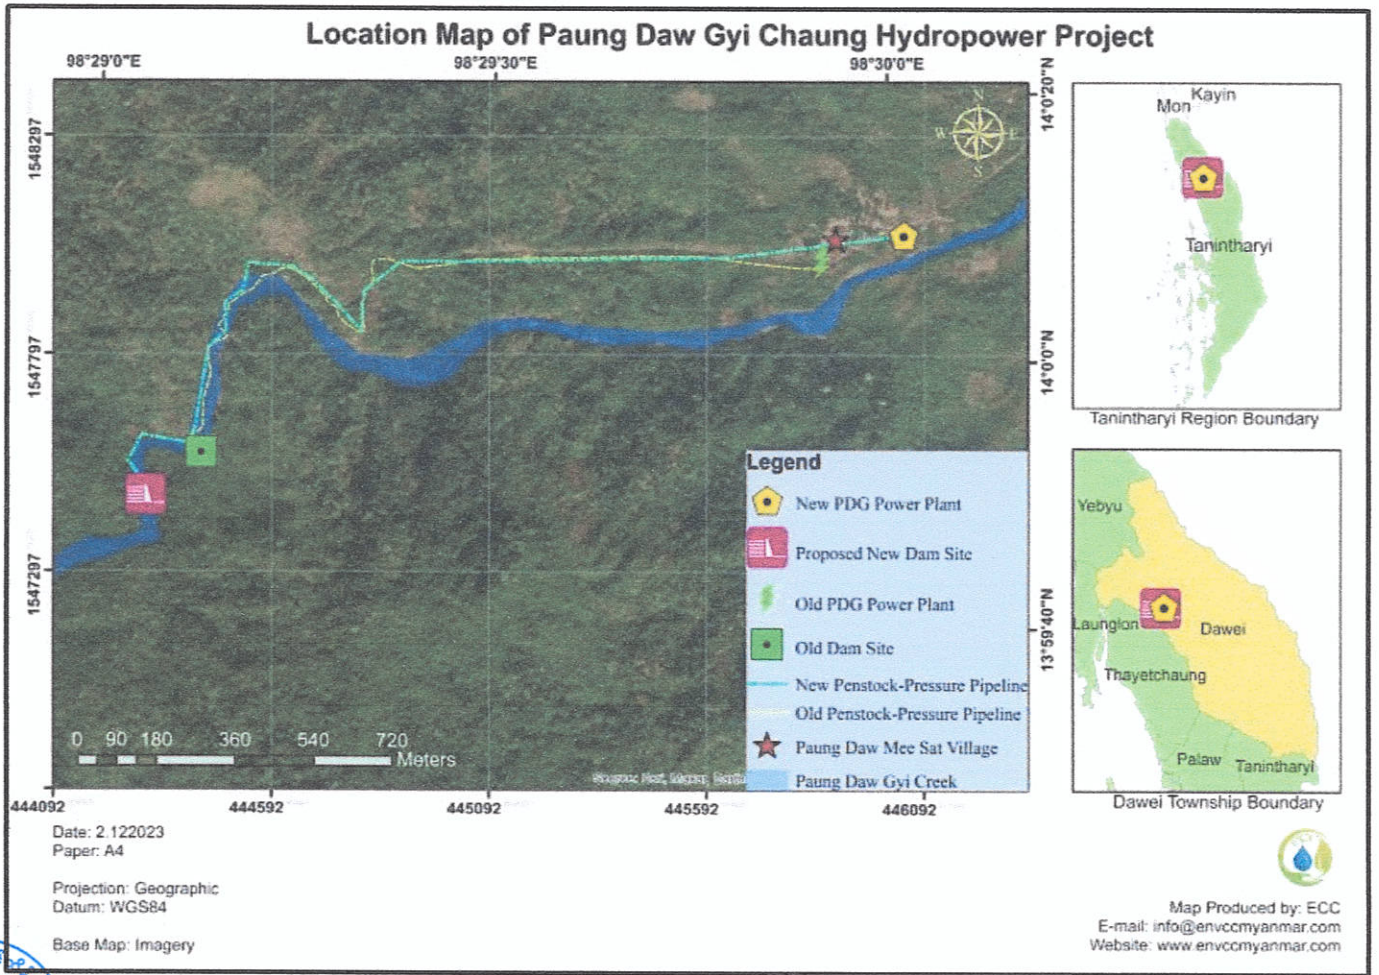 Location Map of Paung Daw Gyi Chaung Hydropower Project
98°29'0"E
98°29'30"E
98°30'0"E
14°0'20"N
14°0'0"N
13°59'40"N
1548297
1547797
1547297
N
W
E
S
Legend
New PDG Power Plant
Proposed New Dam Site
Old PDG Power Plant
Old Dam Site
New Penstock-Pressure Pipeline
Old Penstock-Pressure Pipeline
Paung Daw Mee Sat Village
Paung Daw Gyi Creek
0 90 180 360 540 720
Meters
444092
444592
445092
445592
446092
Kayin
Mon
Tanintharyi
Tanintharyi Region Boundary
Yebyu
Launglon
Dawei
Thayetchaung
Palaw
Tanintharyi
Dawei Township Boundary
Date: 2.122023
Paper: A4
Projection: Geographic
Datum: WGS84
Base Map: Imagery
Map Produced by: ECC
E-mail: info@envccmyanmar.com
Website: www.envccmyanmar.com